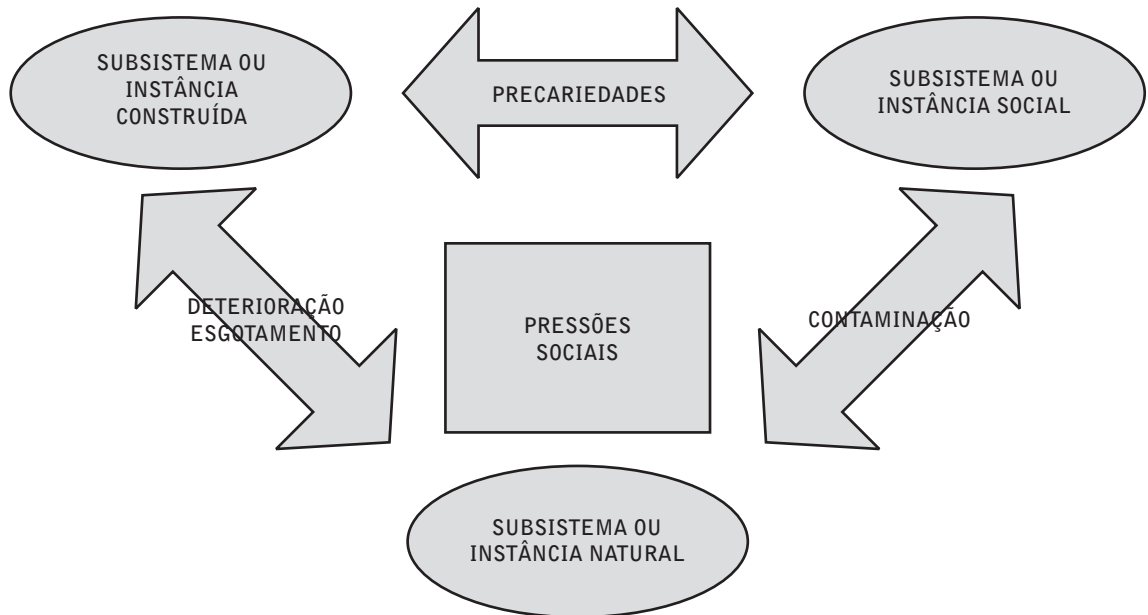 SUBSISTEMA OU
INSTÂNCIA
CONSTRUÍDA
PRECARIEDADES
SUBSISTEMA OU
INSTÂNCIA SOCIAL
DETERIORAÇÃO
ESGOTAMENTO
PRESSÕES
SOCIAIS
CONTAMINAÇÃO
SUBSISTEMA OU
INSTÂNCIA NATURAL